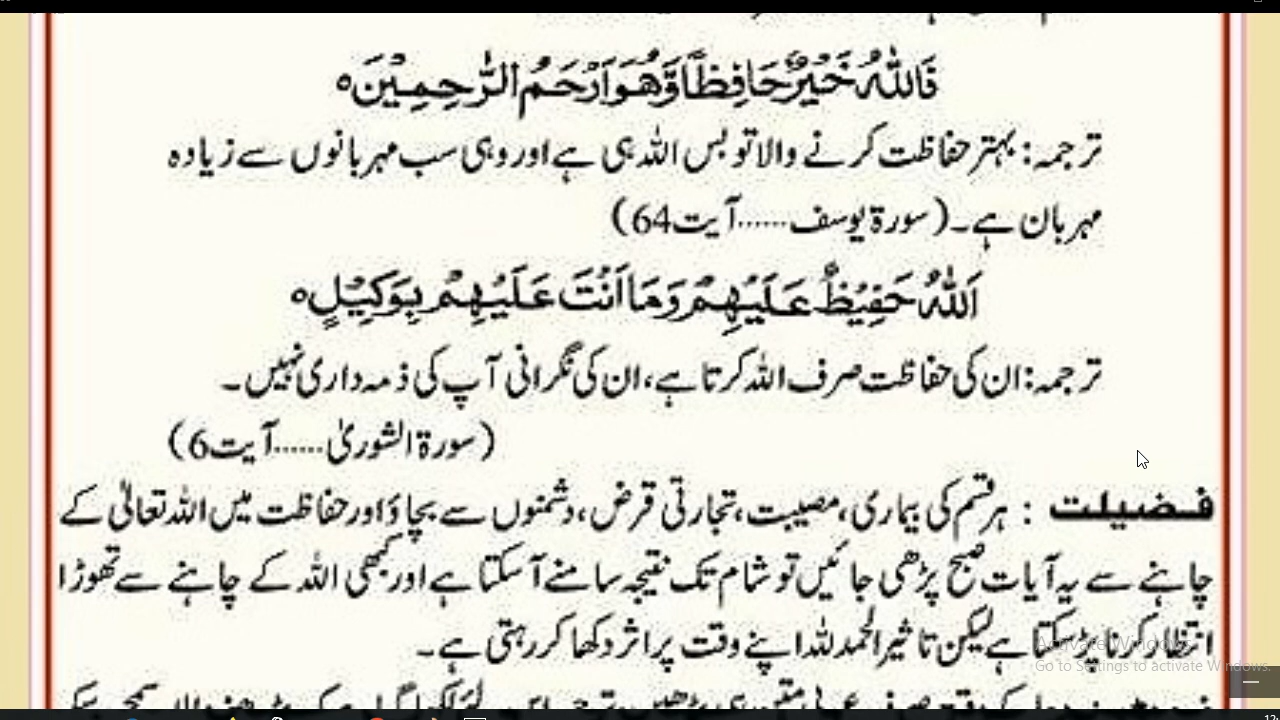 فَاللّٰهُ خَيْرٌ حَافِظًا وَّهُوَ اَرْحَمُ الرّٰحِمِيْنَ ہ
ترجمہ: بہتر حفاظت کرنے والا تو بس اللہ ہی ہے اور وہی سب مہربانوں سے زیادہ
مہربان ہے۔ (سورۃ یوسف......آیت 64)
اَللّٰهُ حَفِيْظٌ عَلَيْهِمْ وَمَا اَنْتَ عَلَيْهِمْ بِوَكِيْلٍ ہ
ترجمہ: ان کی حفاظت صرف اللہ کرتا ہے، ان کی نگرانی آپ کی ذمہ داری نہیں۔
(سورۃ الشوریٰ......آیت 6)
فضیلت : ہر قسم کی بیماری، مصیبت، تجارتی قرض، دشمنوں سے بچاؤ اور حفاظت میں اللہ تعالیٰ کے
چاہنے سے یہ آیات صبح پڑھی جائیں تو شام تک نتیجہ سامنے آ سکتا ہے اور کبھی اللہ کے چاہنے سے تھوڑا
انتظار کرنا پڑ سکتا ہے لیکن تاثیر الحمدللہ اپنے وقت پر اثر دکھا کر رہتی ہے۔
Activate Windows
Go to Settings to activate Windows.